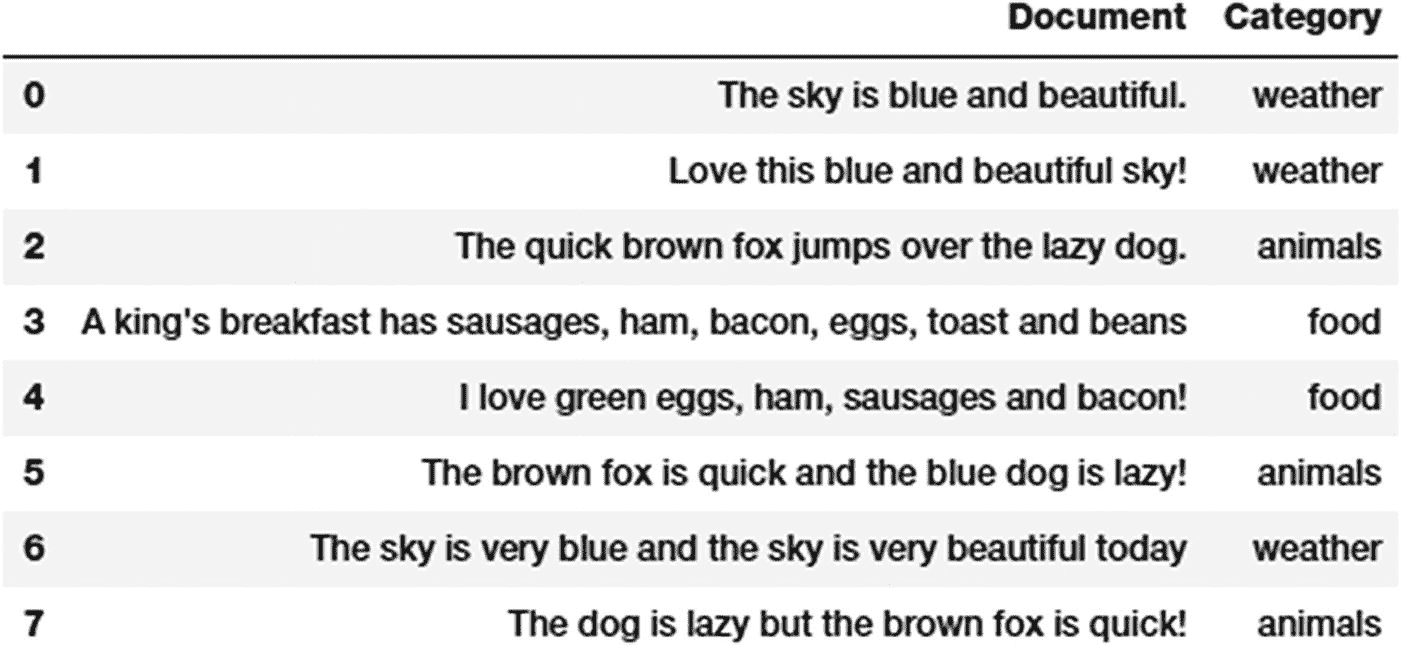 Document Category
0 The sky is blue and beautiful. weather
1 Love this blue and beautiful sky! weather
2 The quick brown fox jumps over the lazy dog. animals
3 A king's breakfast has sausages, ham, bacon, eggs, toast and beans food
4 I love green eggs, ham, sausages and bacon! food
5 The brown fox is quick and the blue dog is lazy! animals
6 The sky is very blue and the sky is very beautiful today weather
7 The dog is lazy but the brown fox is quick! animals